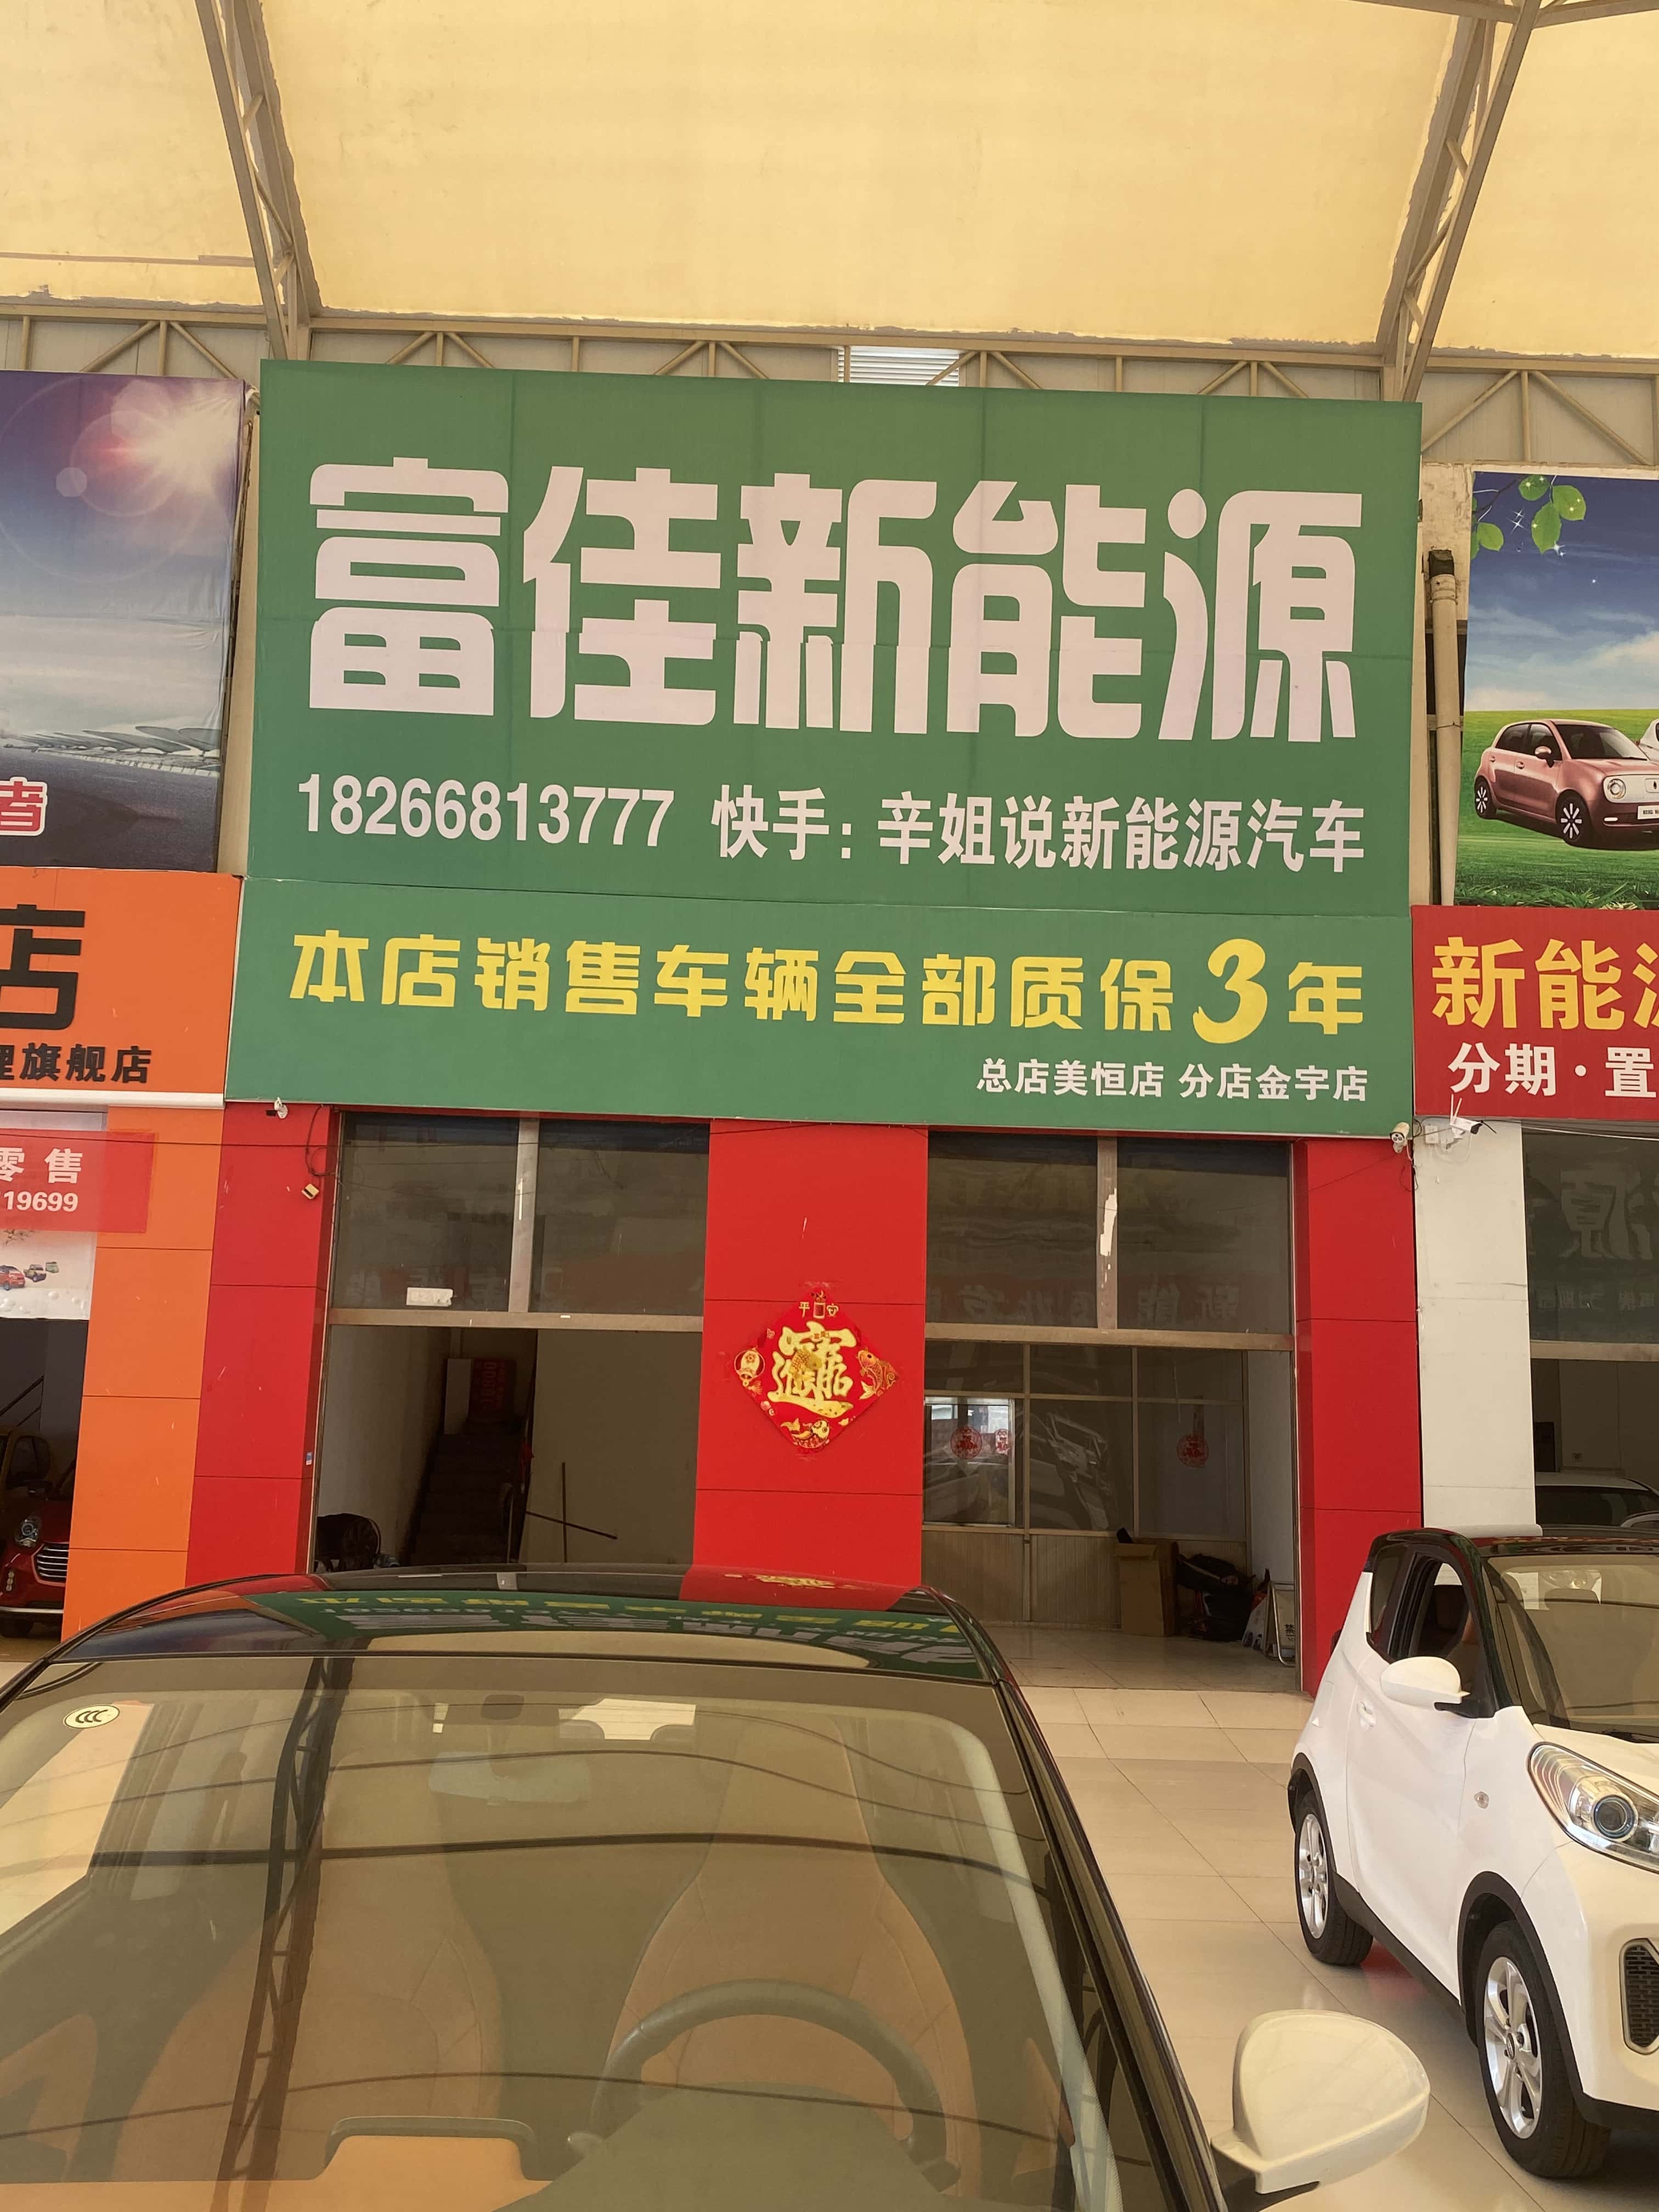 富佳新能源
18266813777 快手: 辛姐说新能源汽车
本店销售车辆全部质保3年
总店美恒店 分店金宇店
者
店
理旗舰店
零售
19699
新能源
分期·置
平 安